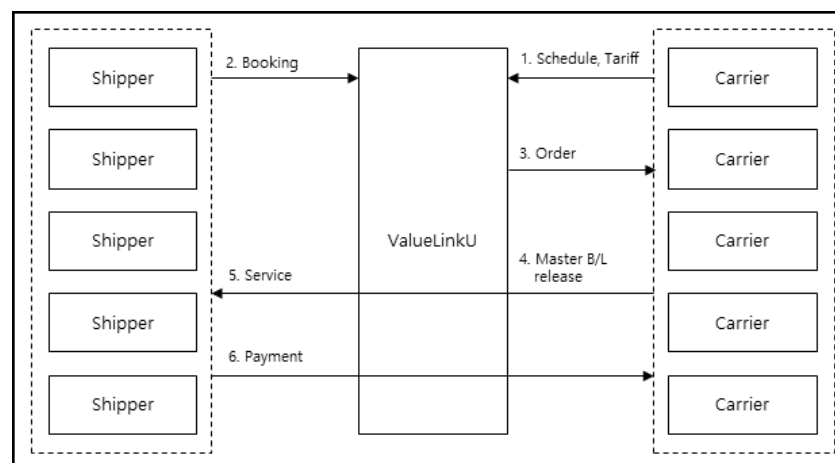 Shipper
Shipper
Shipper
Shipper
Shipper
2. Booking
5. Service
6. Payment
ValueLinkU
1. Schedule, Tariff
3. Order
4. Master B/L
release
Carrier
Carrier
Carrier
Carrier
Carrier